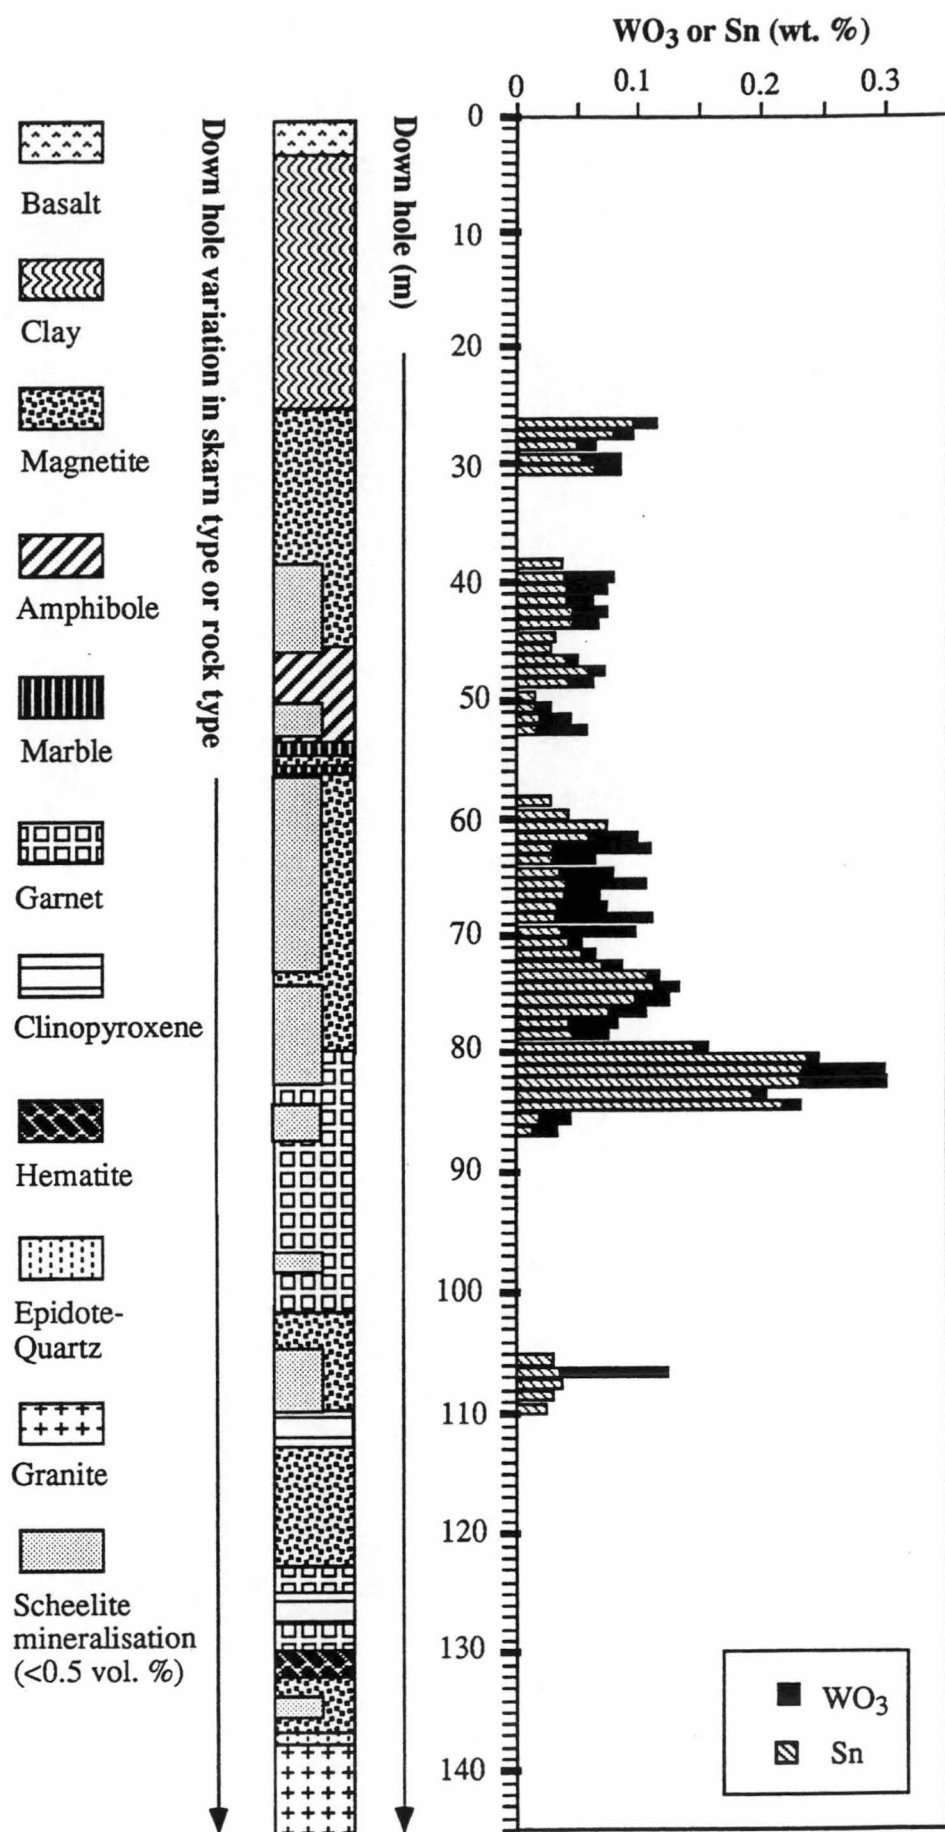 WO3 or Sn (wt. %)
0 0.1 0.2 0.3
Basalt
Clay
Magnetite
Amphibole
Marble
Garnet
Clinopyroxene
Hematite
Epidote-
Quartz
Granite
Scheelite
mineralisation
(<0.5 vol. %)
Down hole variation in skarn type or rock type
Down hole (m)
0
10
20
30
40
50
60
70
80
90
100
110
120
130
140
WO3
Sn